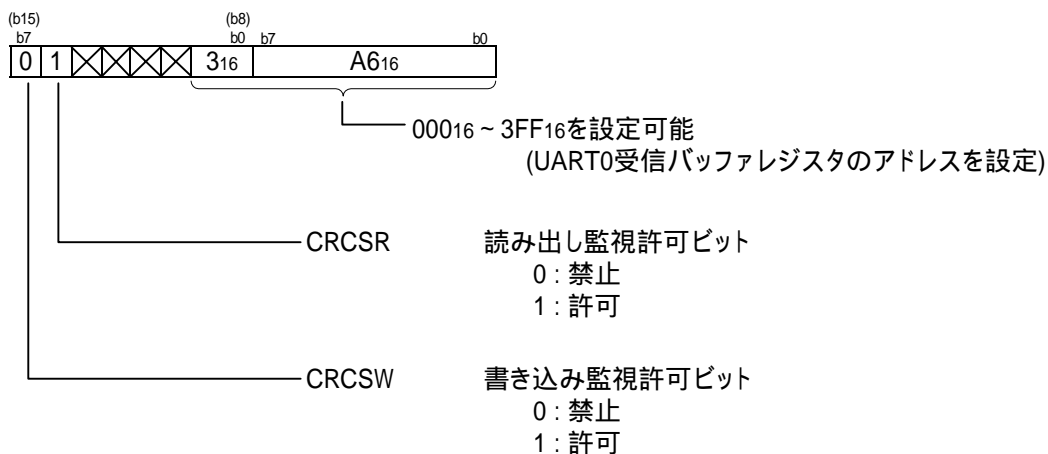 (b15) (b8)
b7 b0 b7 b0
0 1 316 A616
00016 ~ 3FF16を設定可能
(UART0受信バッファレジスタのアドレスを設定)
CRCSR 読み出し監視許可ビット
0 : 禁止
1 : 許可
CRCSW 書き込み監視許可ビット
0 : 禁止
1 : 許可